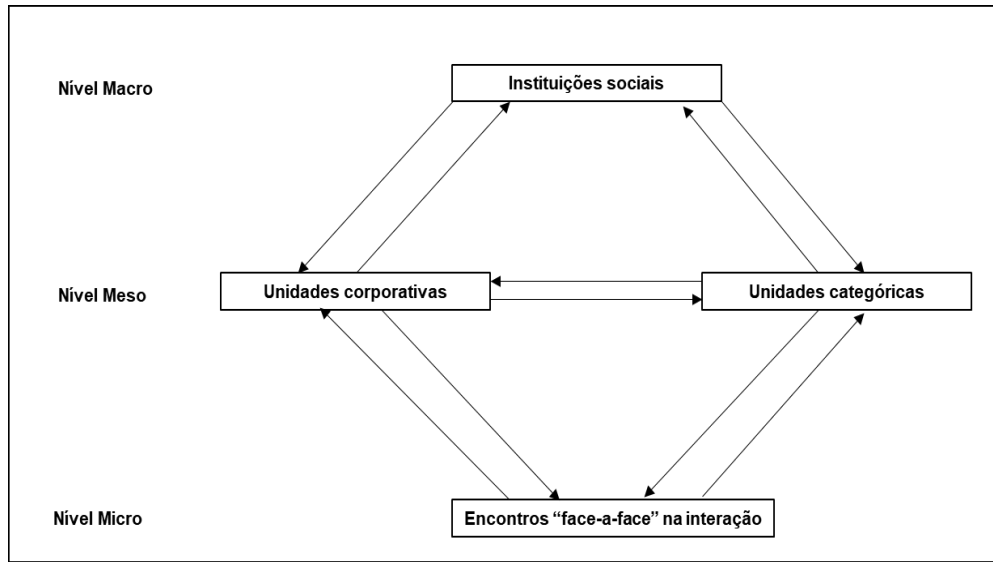 Instituições sociais
Nível Macro
Unidades corporativas
Unidades categóricas
Nível Meso
Encontros “face-a-face” na interação
Nível Micro